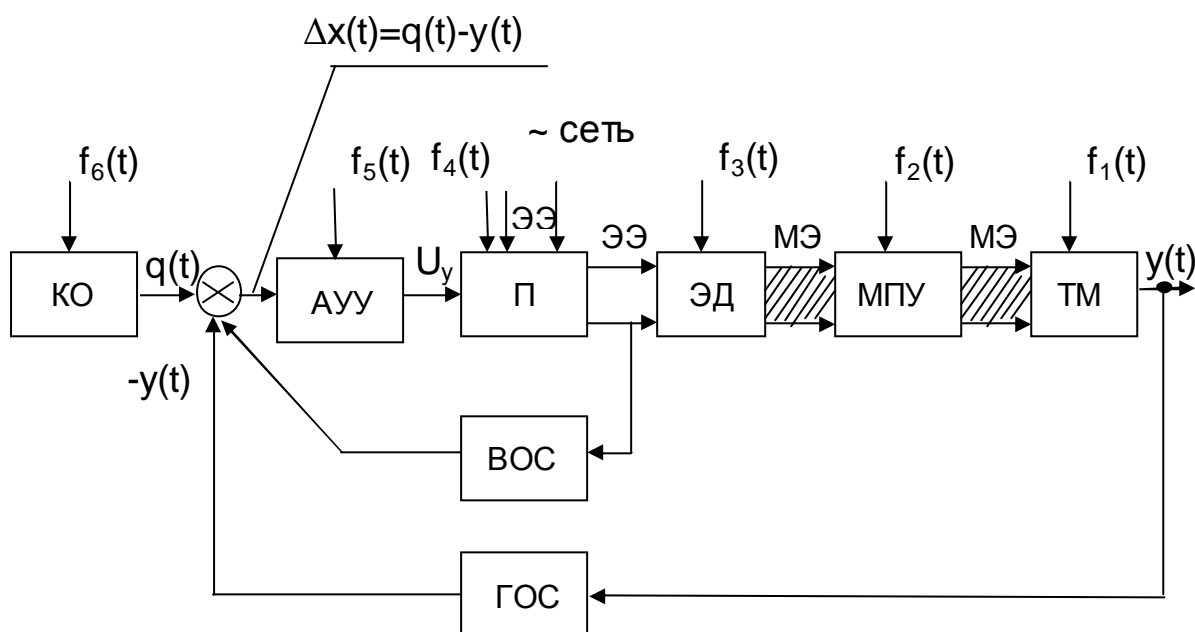 Δx(t)=q(t)-y(t)
~ сеть
f₆(t)
f₅(t)
f₄(t)
f₃(t)
f₂(t)
f₁(t)
ЭЭ
ЭЭ
МЭ
МЭ
q(t)
Uᵧ
y(t)
КО
АУУ
П
ЭД
МПУ
ТМ
-y(t)
ВОС
ГОС